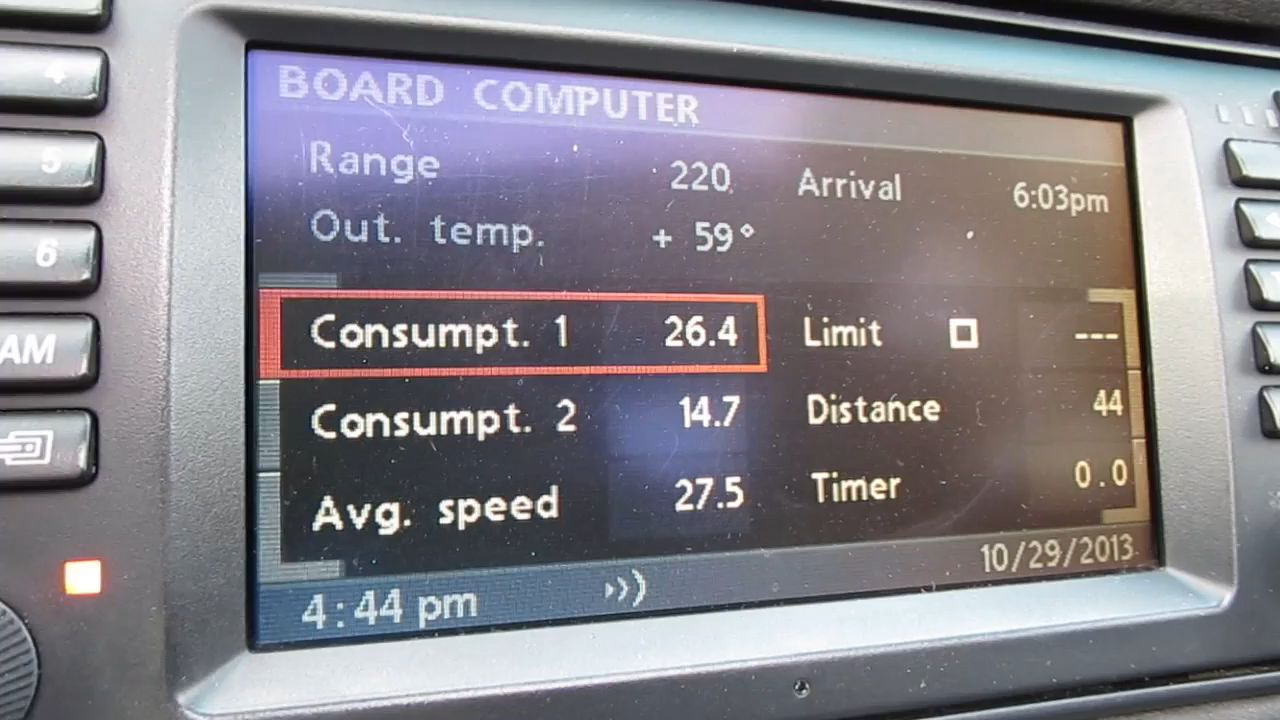 BOARD COMPUTER
Range 220 Arrival 6:03pm
Out. temp. + 59°
Consumpt. 1 26.4 Limit ---
Consumpt. 2 14.7 Distance 44
Avg. speed 27.5 Timer 0.0
10/29/2013
4:44 pm
4
5
6
AM